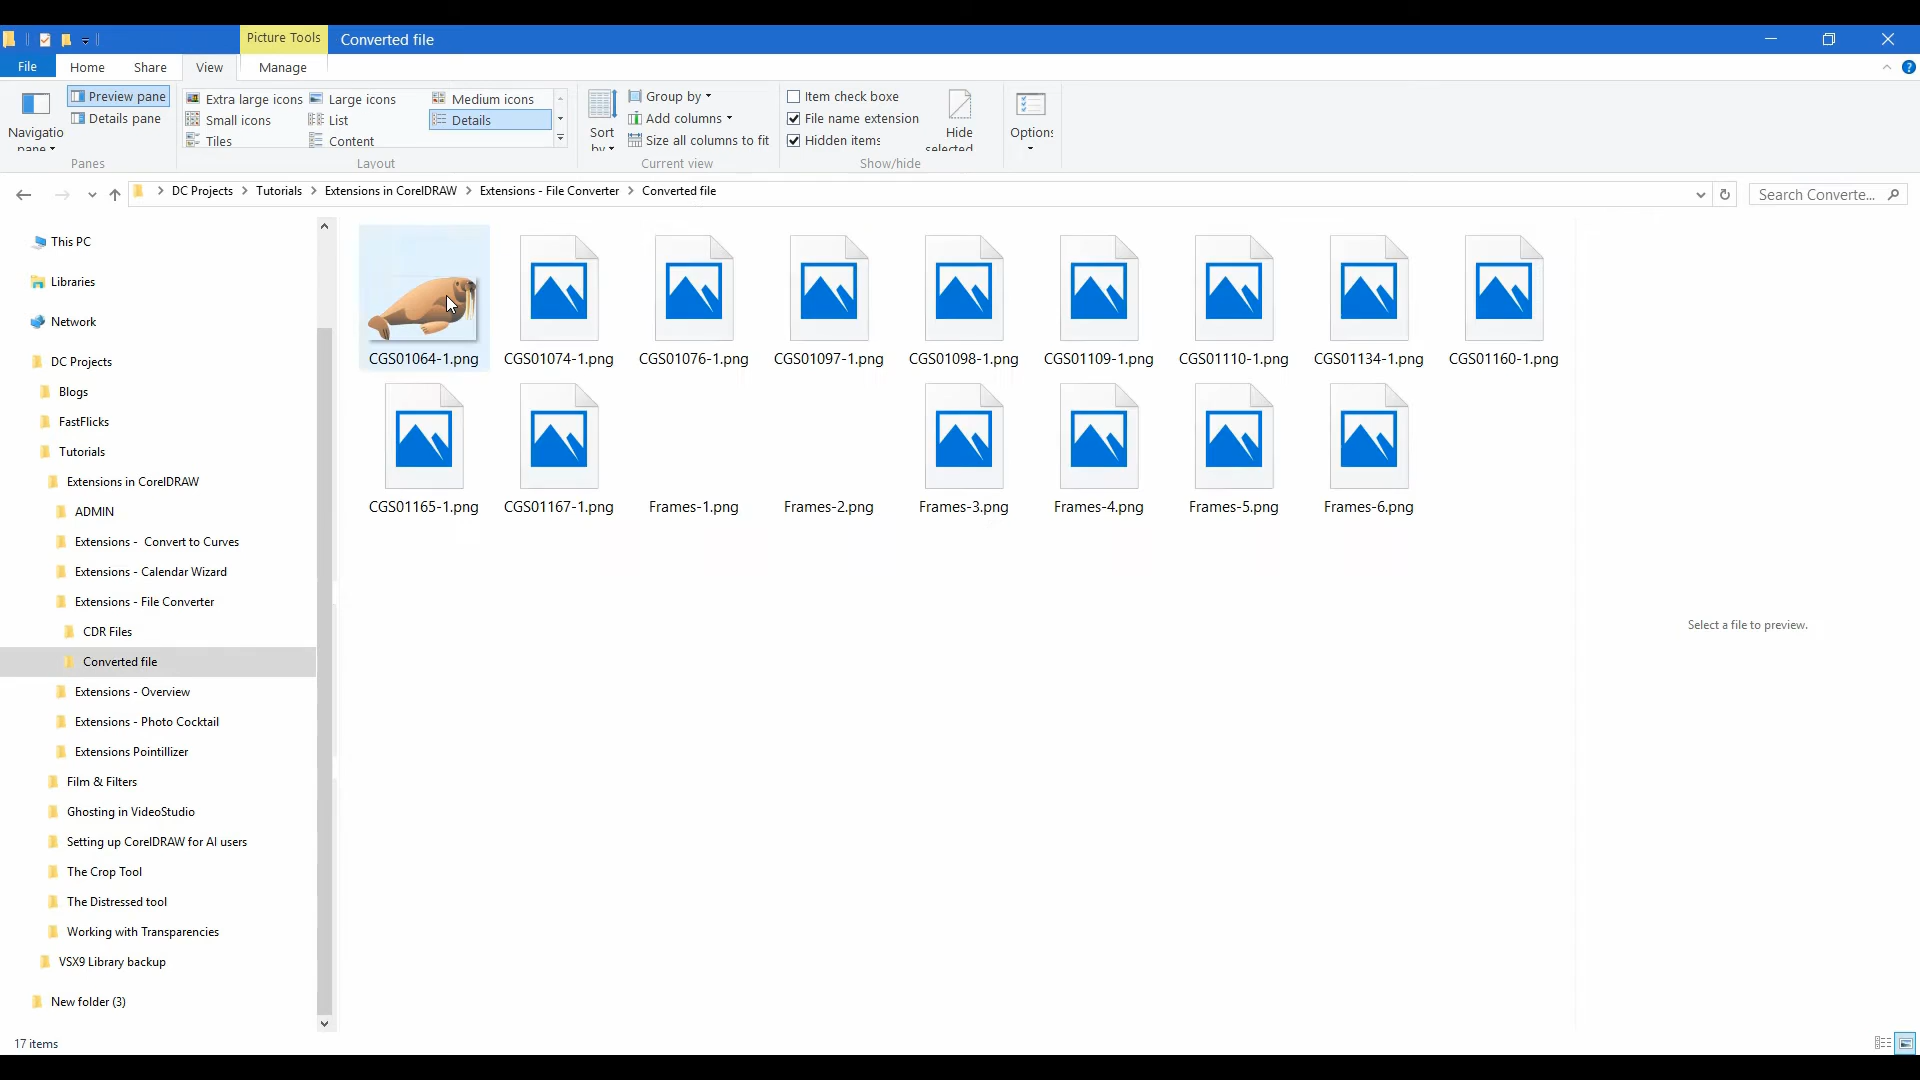 Picture Tools
Converted file
File
Home
Share
View
Manage
Navigatio
pane
Preview pane
Details pane
Panes
Extra large icons
Large icons
Medium icons
Small icons
List
Details
Tiles
Content
Layout
Sort
by
Group by
Add columns
Size all columns to fit
Current view
Item check boxe
File name extension
Hidden items
Hide
selected
Show/hide
Options
DC Projects
Tutorials
Extensions in CorelDRAW
Extensions - File Converter
Converted file
Search Converte...
This PC
Libraries
Network
DC Projects
Blogs
FastFlicks
Tutorials
Extensions in CorelDRAW
ADMIN
Extensions -  Convert to Curves
Extensions - Calendar Wizard
Extensions - File Converter
CDR Files
Converted file
Extensions - Overview
Extensions - Photo Cocktail
Extensions Pointillizer
Film & Filters
Ghosting in VideoStudio
Setting up CorelDRAW for AI users
The Crop Tool
The Distressed tool
Working with Transparencies
VSX9 Library backup
New folder (3)
CGS01064-1.png
CGS01074-1.png
CGS01076-1.png
CGS01097-1.png
CGS01098-1.png
CGS01109-1.png
CGS01110-1.png
CGS01134-1.png
CGS01160-1.png
CGS01165-1.png
CGS01167-1.png
Frames-1.png
Frames-2.png
Frames-3.png
Frames-4.png
Frames-5.png
Frames-6.png
Select a file to preview.
17 items